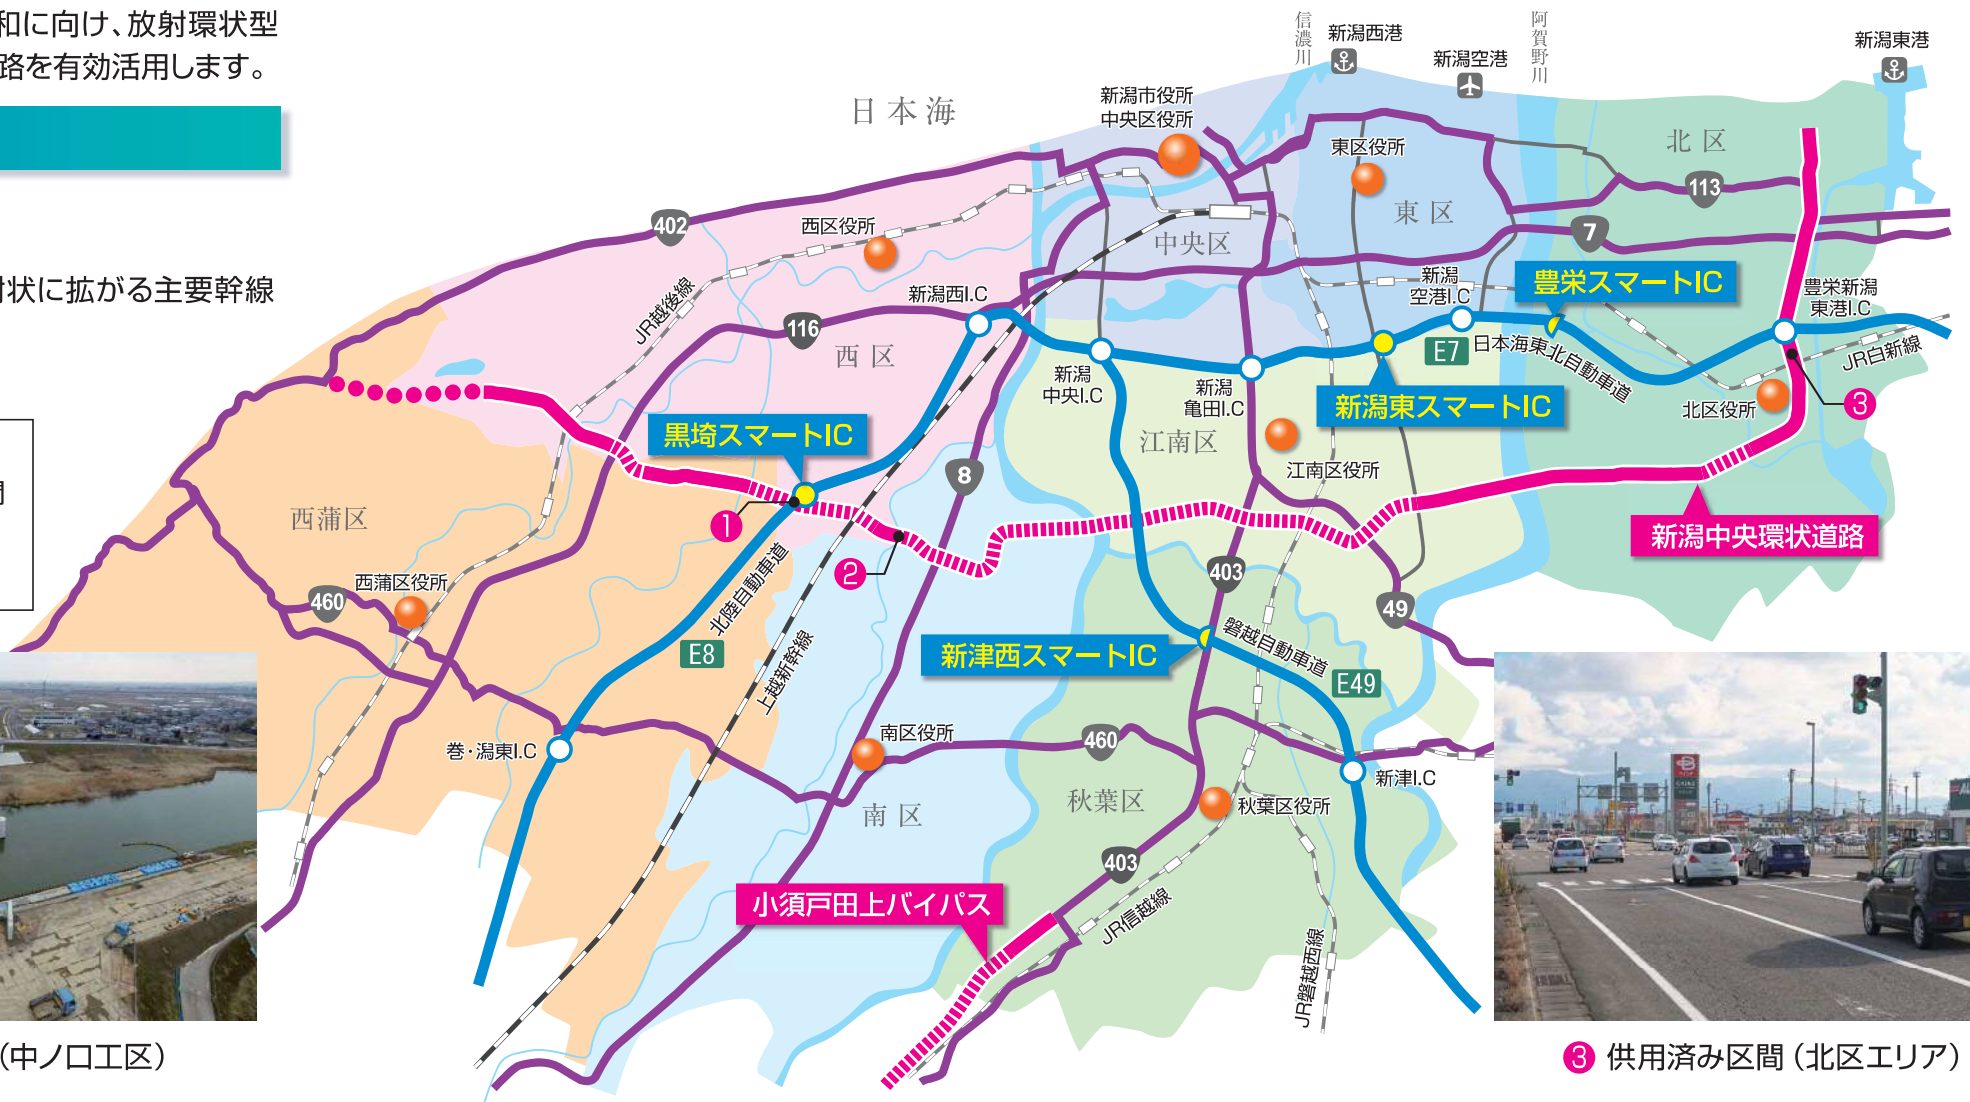 和に向け、放射環状型
路を有効活用します。
状に拡がる主要幹線
日本海
信濃川
新潟西港
新潟空港
阿賀野川
新潟東港
新潟市役所
中央区役所
東区役所
北区
113
402
西区役所
東区
7
中央区
新潟
空港I.C
豊栄スマートIC
豊栄新潟
東港I.C
新潟西I.C
JR越後線
116
西区
E7
日本海東北自動車道
JR白新線
新潟
中央I.C
新潟
亀田I.C
新潟東スマートIC
北区役所
3
黒埼スマートIC
江南区
江南区役所
8
西蒲区
1
新潟中央環状道路
2
西蒲区役所
460
403
49
北陸自動車道
E8
上越新幹線
新津西スマートIC
磐越自動車道
E49
巻・潟東I.C
南区役所
460
新津I.C
南区
秋葉区
秋葉区役所
403
小須戸田上バイパス
JR信越線
JR磐越西線
(中ノ口工区)
3 供用済み区間(北区エリア)